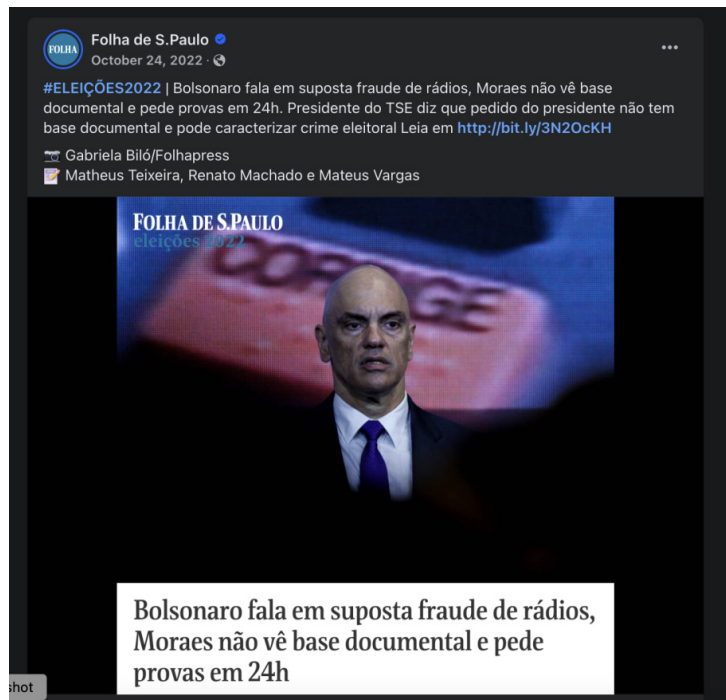 Folha de S.Paulo
FOLHA
October 24, 2022 ·
#ELEIÇÕES2022 | Bolsonaro fala em suposta fraude de rádios, Moraes não vê base
documental e pede provas em 24h. Presidente do TSE diz que pedido do presidente não tem
base documental e pode caracterizar crime eleitoral Leia em http://bit.ly/3N2OcKH
Gabriela Biló/Folhapress
Matheus Teixeira, Renato Machado e Mateus Vargas
FOLHA DE S.PAULO
eleições 2022
Bolsonaro fala em suposta fraude de rádios,
Moraes não vê base documental e pede
provas em 24h
shot